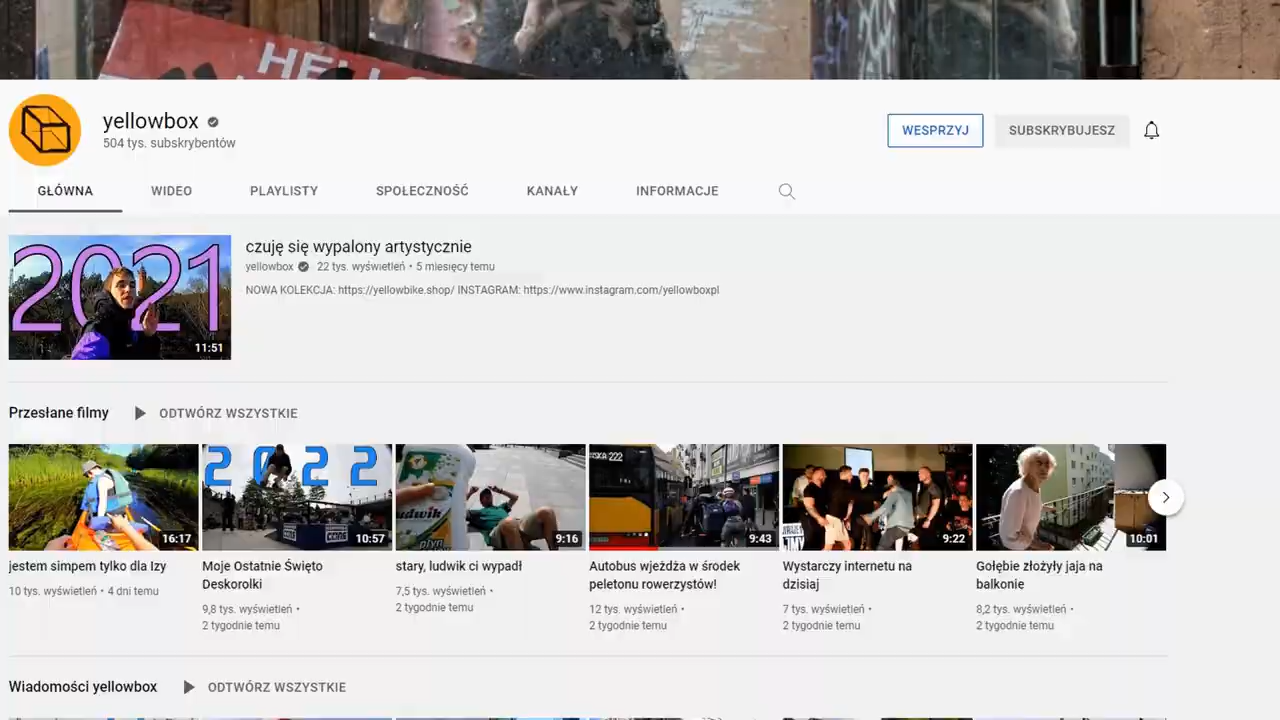 HELL
yellowbox
504 tys. subskrybentów
WESPRZYJ
SUBSKRYBUJESZ
GŁÓWNA
WIDEO
PLAYLISTY
SPOŁECZNOŚĆ
KANAŁY
INFORMACJE
2021
11:51
czuję się wypalony artystycznie
yellowbox 22 tys. wyświetleń • 5 miesięcy temu
NOWA KOLEKCJA: https://yellowbike.shop/ INSTAGRAM: https://www.instagram.com/yellowboxpl
Przesłane filmy
ODTWÓRZ WSZYSTKIE
16:17
jestem simpem tylko dla Izy
10 tys. wyświetleń • 4 dni temu
2022
10:57
Moje Ostatnie Święto
Deskorolki
9,8 tys. wyświetleń •
2 tygodnie temu
udwik
płyn
9:16
stary, ludwik ci wypadł
7,5 tys. wyświetleń •
2 tygodnie temu
SKA 222
9:43
Autobus wjeżdża w środek
peletonu rowerzystów!
12 tys. wyświetleń •
2 tygodnie temu
9:22
Wystarczy internetu na
dzisiaj
7 tys. wyświetleń •
2 tygodnie temu
10:01
Gołębie złożyły jaja na
balkonie
8,2 tys. wyświetleń •
2 tygodnie temu
Wiadomości yellowbox
ODTWÓRZ WSZYSTKIE